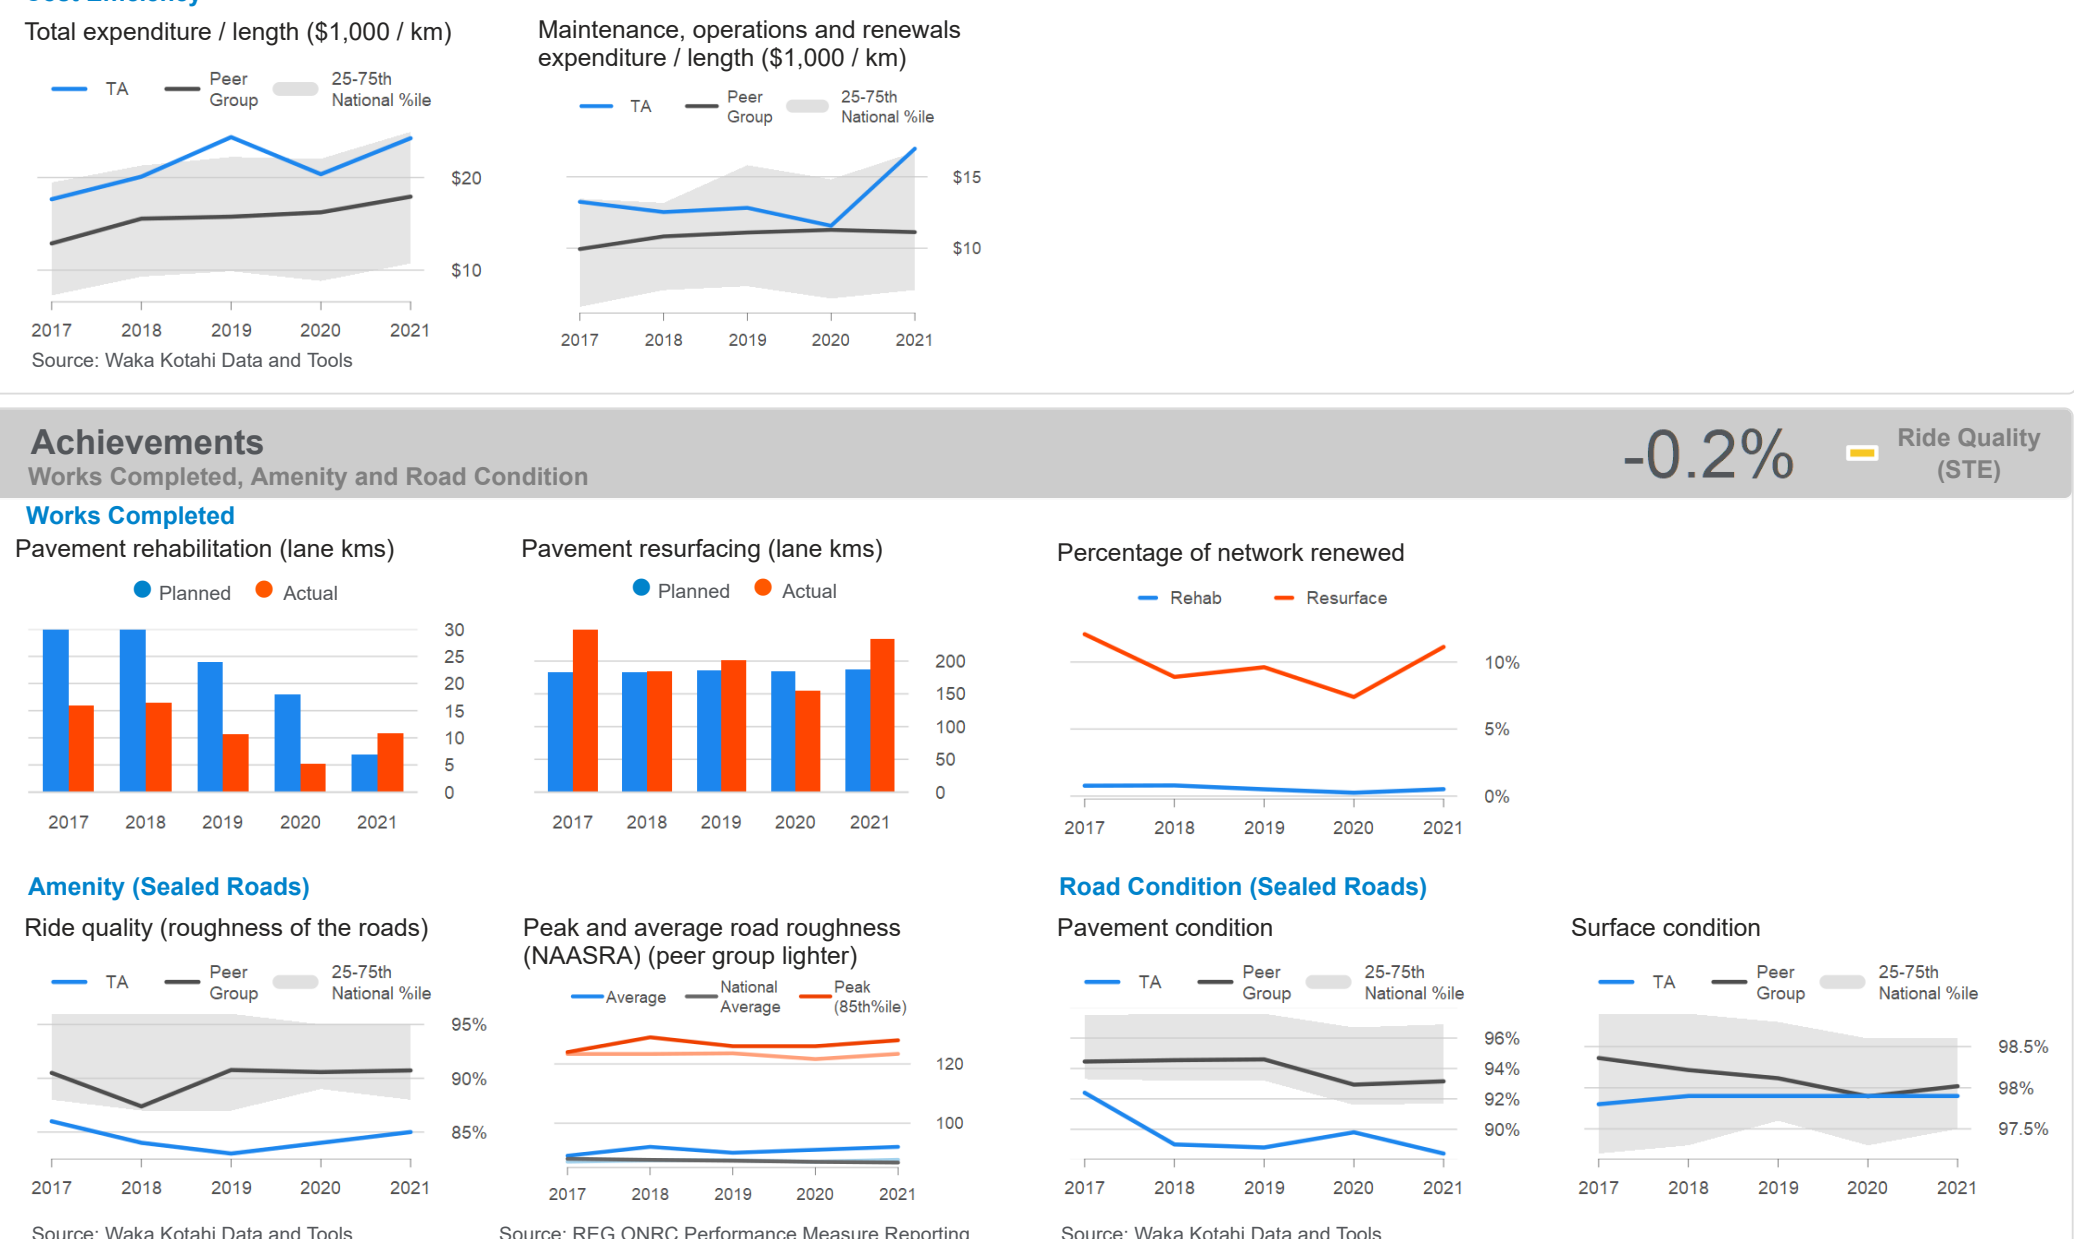 Cost Efficiency
Total expenditure / length ($1,000 / km)
TA
Peer
Group
25-75th
National %ile
$20
$10
2017 2018 2019 2020 2021
Source: Waka Kotahi Data and Tools
Maintenance, operations and renewals
expenditure / length ($1,000 / km)
TA
Peer
Group
25-75th
National %ile
$15
$10
2017 2018 2019 2020 2021
Achievements
Works Completed, Amenity and Road Condition
-0.2%
Ride Quality
(STE)
Works Completed
Pavement rehabilitation (lane kms)
Planned Actual
30
25
20
15
10
5
0
2017 2018 2019 2020 2021
Pavement resurfacing (lane kms)
Planned Actual
200
150
100
50
0
2017 2018 2019 2020 2021
Percentage of network renewed
Rehab Resurface
10%
5%
0%
2017 2018 2019 2020 2021
Amenity (Sealed Roads)
Ride quality (roughness of the roads)
TA
Peer
Group
25-75th
National %ile
95%
90%
85%
2017 2018 2019 2020 2021
Source: Waka Kotahi Data and Tools
Peak and average road roughness
(NAASRA) (peer group lighter)
Average
National
Average
Peak
(85th%ile)
120
100
2017 2018 2019 2020 2021
Source: REG ONRC Performance Measure Reporting
Road Condition (Sealed Roads)
Pavement condition
TA
Peer
Group
25-75th
National %ile
96%
94%
92%
90%
2017 2018 2019 2020 2021
Source: Waka Kotahi Data and Tools
Surface condition
TA
Peer
Group
25-75th
National %ile
98.5%
98%
97.5%
2017 2018 2019 2020 2021